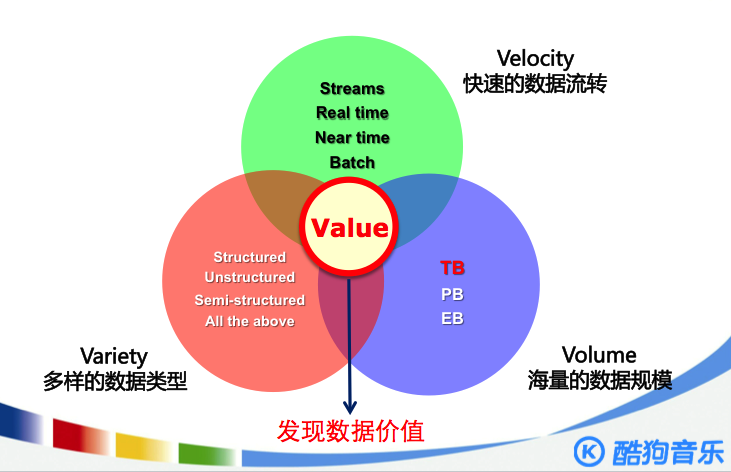 Velocity
快速的数据流转
Streams
Real time
Near time
Batch
Value
Structured
Unstructured
Semi-structured
All the above
TB
PB
EB
Variety
多样的数据类型
Volume
海量的数据规模
发现数据价值
K 酷狗音乐